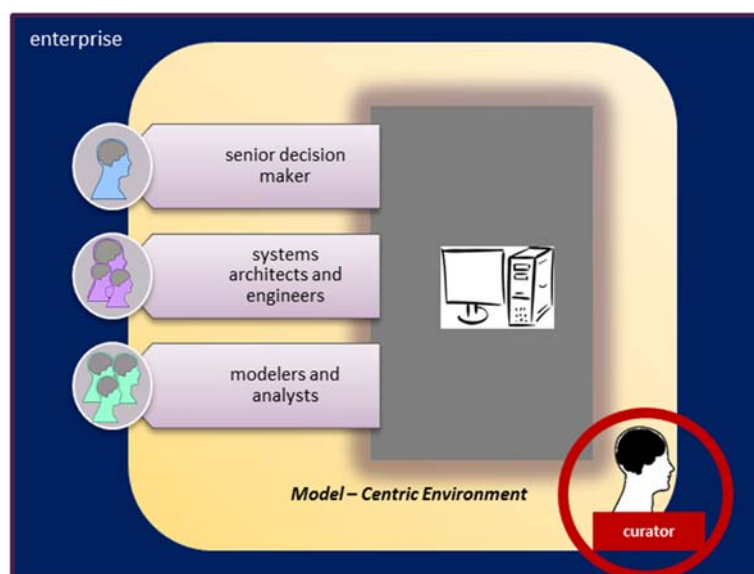 enterprise
senior decision
maker
systems
architects and
engineers
modelers and
analysts
Model – Centric Environment
curator